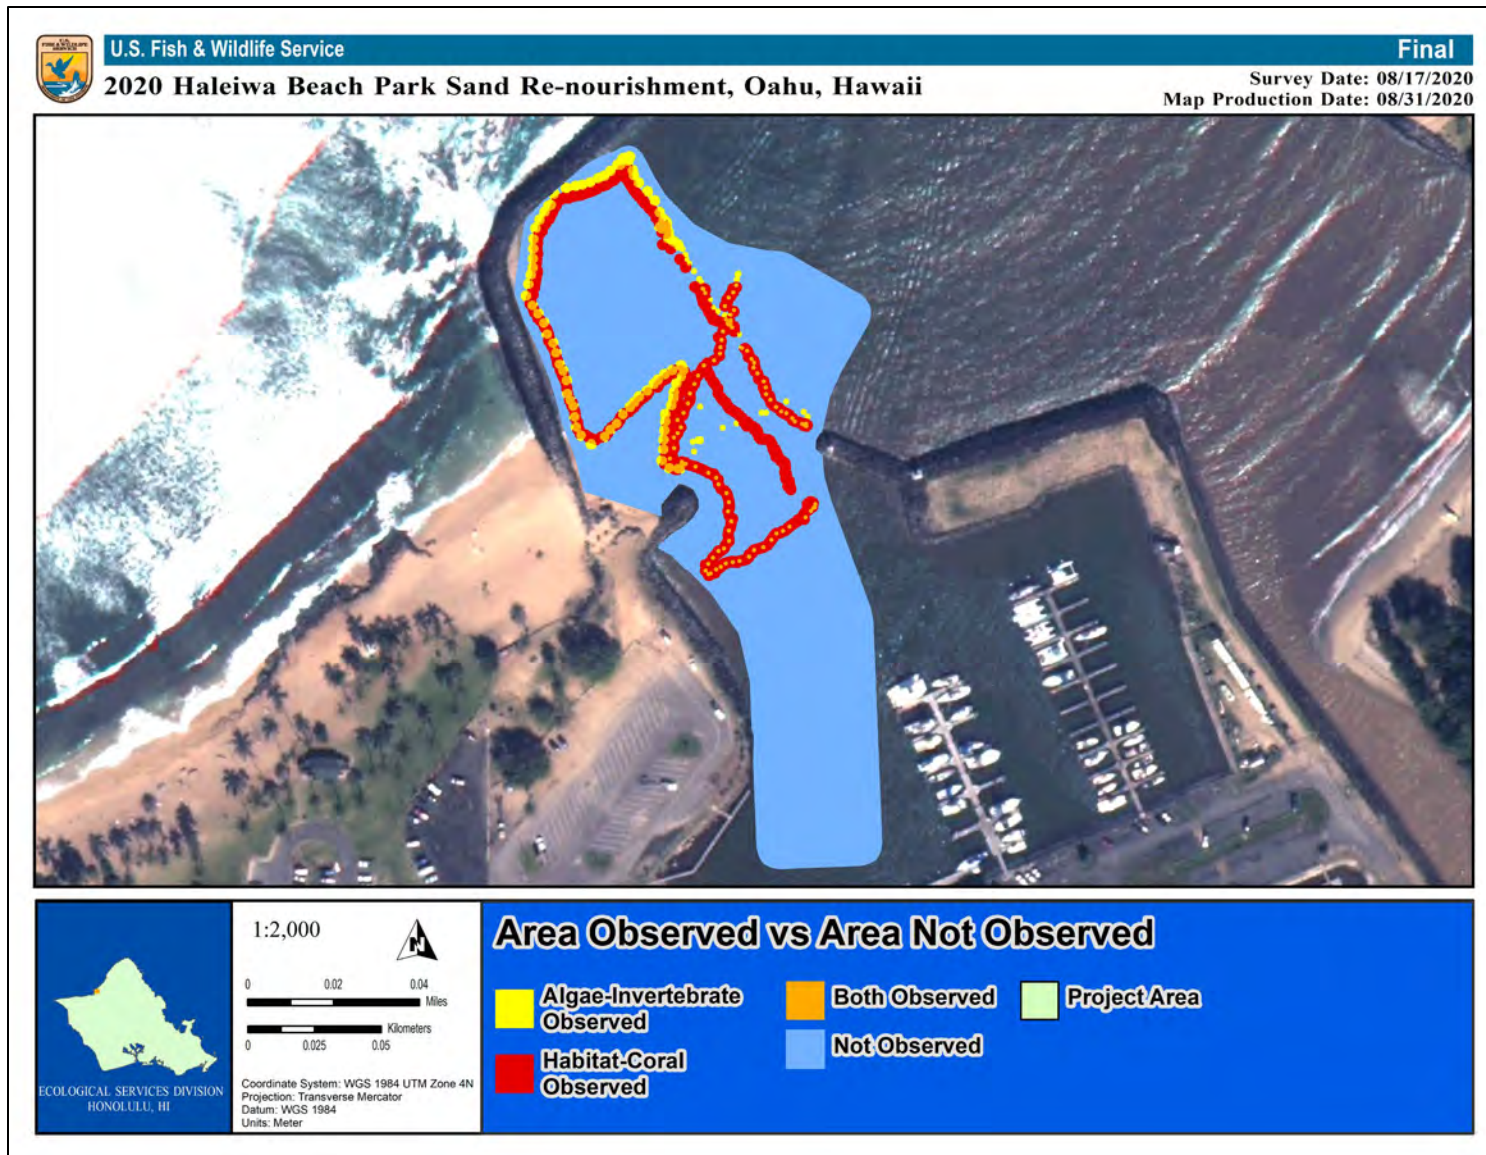 U.S.
FISH & WILDLIFE
SERVICE
U.S. Fish & Wildlife Service
Final
2020 Haleiwa Beach Park Sand Re-nourishment, Oahu, Hawaii
Survey Date: 08/17/2020
Map Production Date: 08/31/2020
ECOLOGICAL SERVICES DIVISION
HONOLULU, HI
1:2,000
N
0 0.02 0.04
Miles
Kilometers
0 0.025 0.05
Coordinate System: WGS 1984 UTM Zone 4N
Projection: Transverse Mercator
Datum: WGS 1984
Units: Meter
Area Observed vs Area Not Observed
Algae-Invertebrate
Observed
Habitat-Coral
Observed
Both Observed
Not Observed
Project Area